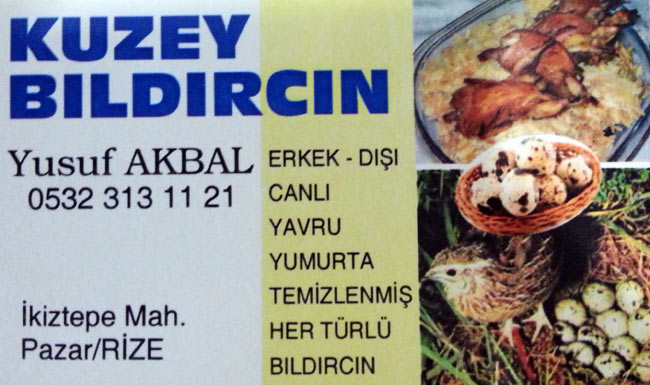 KUZEY
BILDIRCIN
Yusuf AKBAL
0532 313 11 21
İkiztepe Mah.
Pazar/RİZE
ERKEK - DIŞI
CANLI
YAVRU
YUMURTA
TEMİZLENMİŞ
HER TÜRLÜ
BILDIRCIN